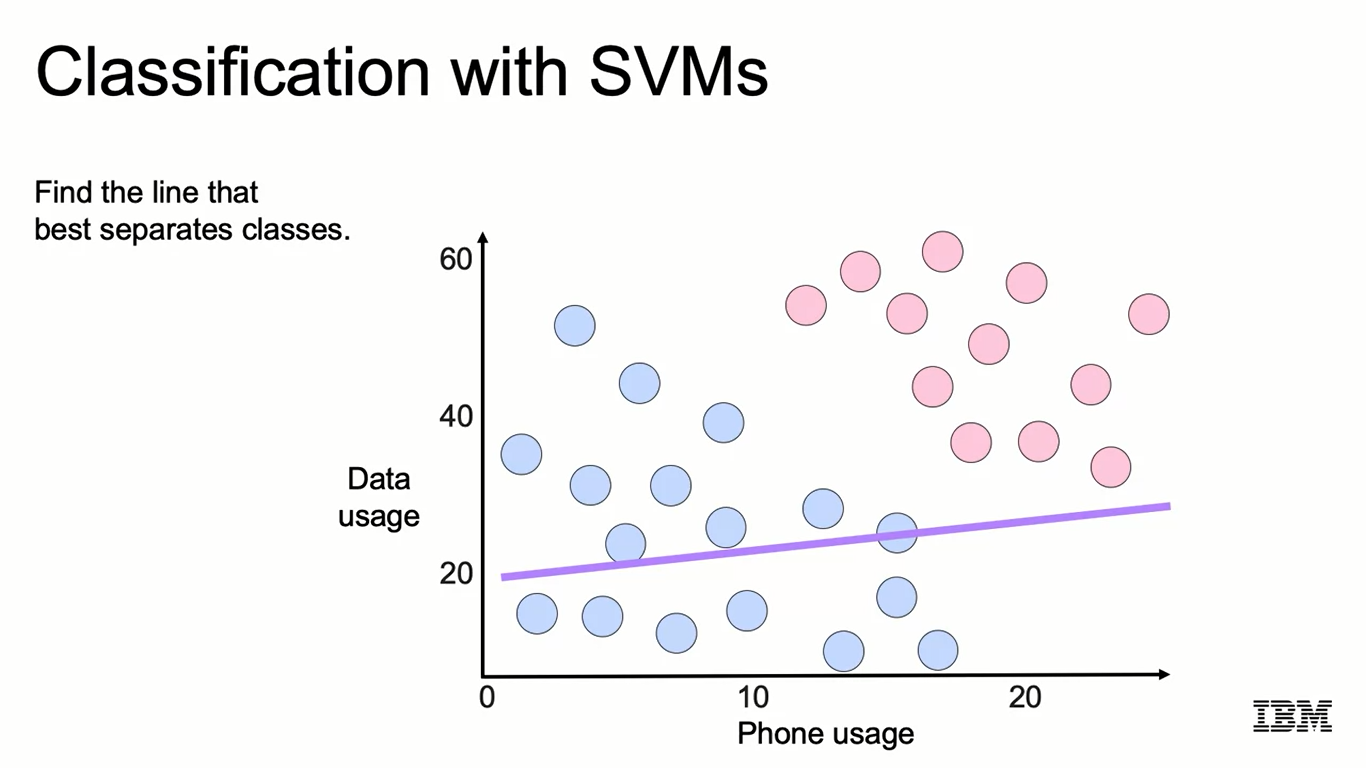 Classification with SVMs
Find the line that
best separates classes.
60
40
20
Data
usage
0
10
20
Phone usage
IBM